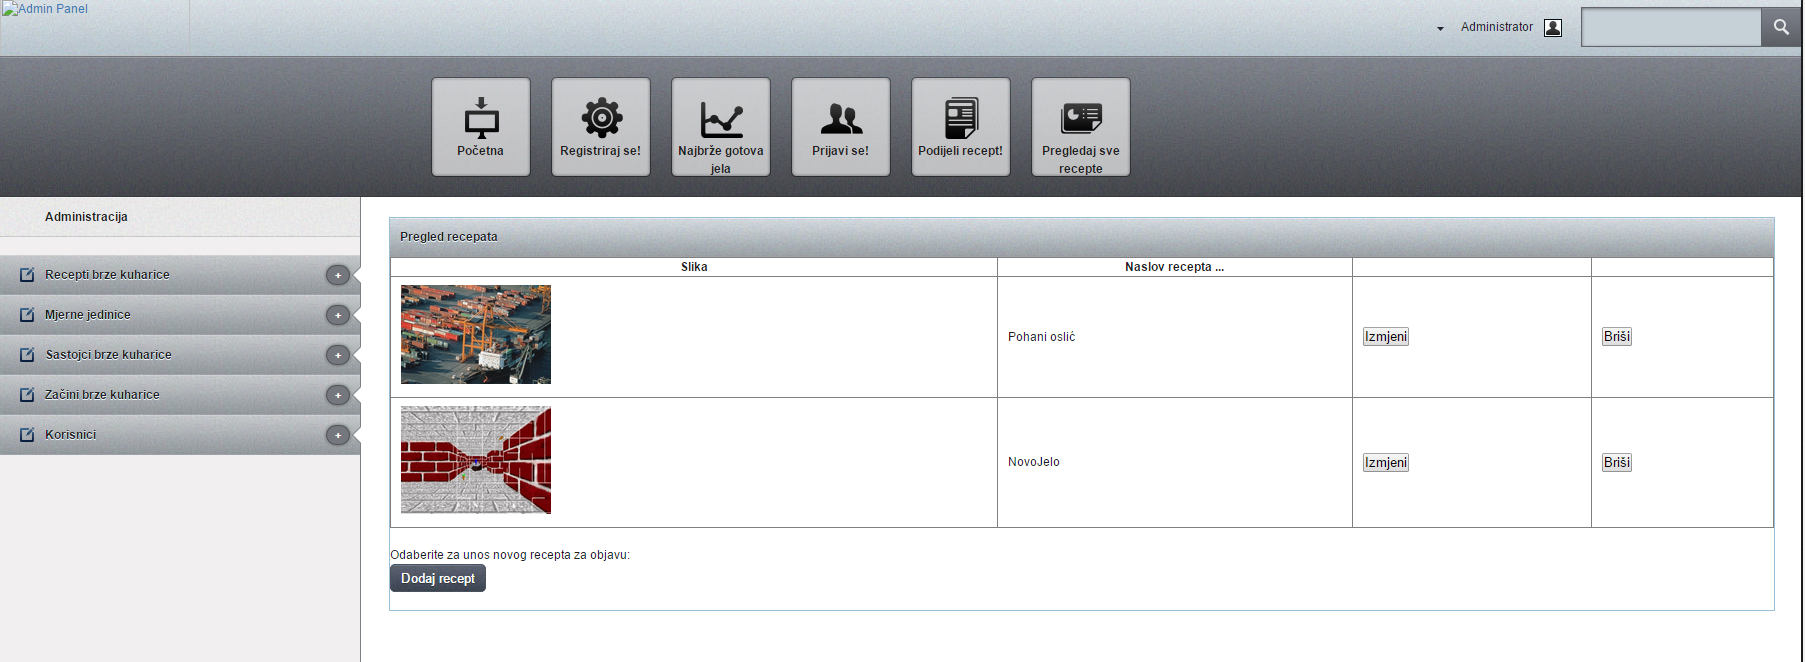 Admin Panel
Administrator
Početna
Registriraj se!
Najbrže gotova
jela
Prijavi se!
Podijeli recept!
Pregledaj sve
recepte
Administracija
Recepti brze kuharice
Mjerne jedinice
Sastojci brze kuharice
Začini brze kuharice
Korisnici
Pregled recepata
Slika
Naslov recepta ...
Pohani oslić
Izmjeni
Briši
NovoJelo
Izmjeni
Briši
Odaberite za unos novog recepta za objavu:
Dodaj recept